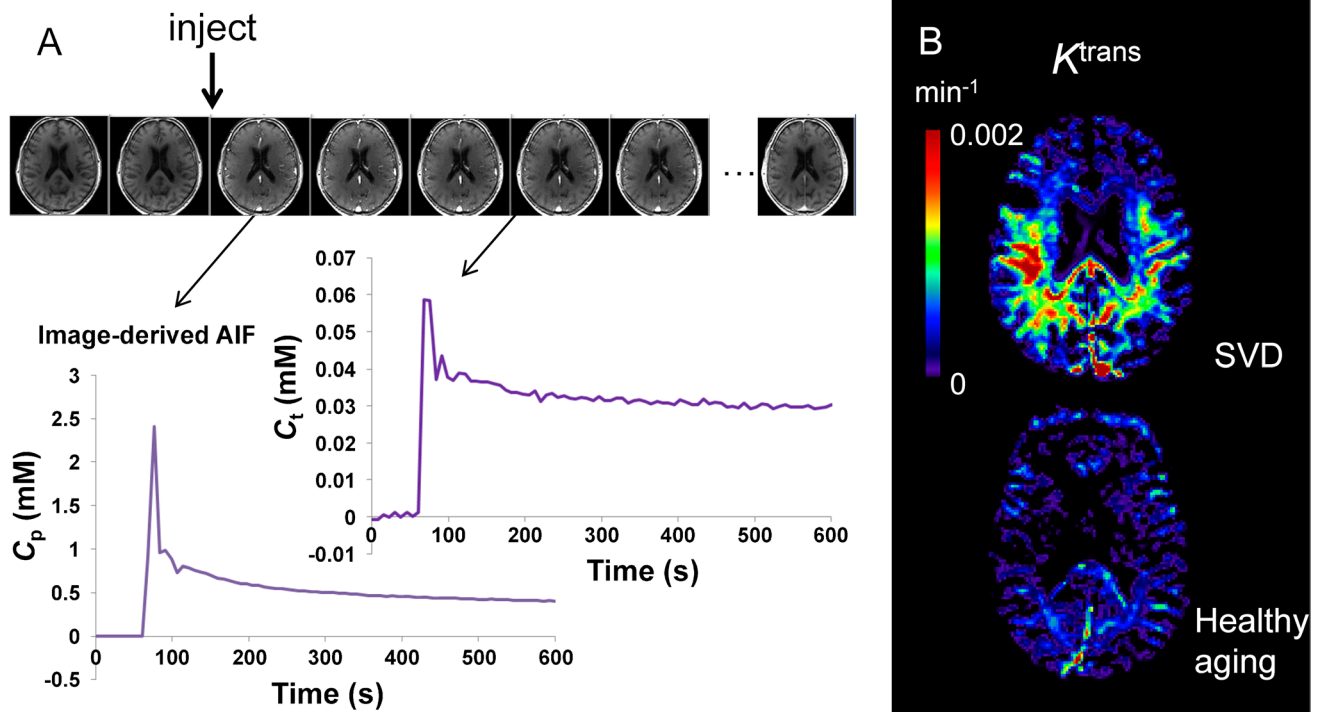 A
inject
...
Image-derived AIF
3
2.5
2
1.5
1
0.5
0
-0.5
Cp (mM)
0 100 200 300 400 500 600
Time (s)
0.07
0.06
0.05
0.04
0.03
0.02
0.01
0
-0.01
Ct (mM)
0 100 200 300 400 500 600
Time (s)
B
Ktrans
min-1
0.002
0
SVD
Healthy
aging